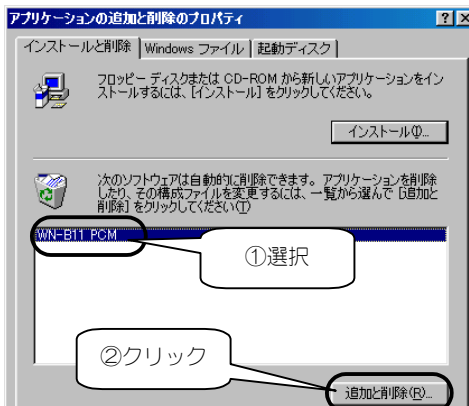 アプリケーションの追加と削除のプロパティ
インストールと削除 Windows ファイル 起動ディスク
フロッピー ディスクまたは CD-ROM から新しいアプリケーションをイン
ストールするには、[インストール] をクリックしてください。
インストール(I)...
次のソフトウェアは自動的に削除できます。アプリケーションを削除
したり、その構成ファイルを変更するには、一覧から選んで [追加と
削除] をクリックしてください(T)
WN-B11 PCM
①選択
②クリック
追加と削除(R)...